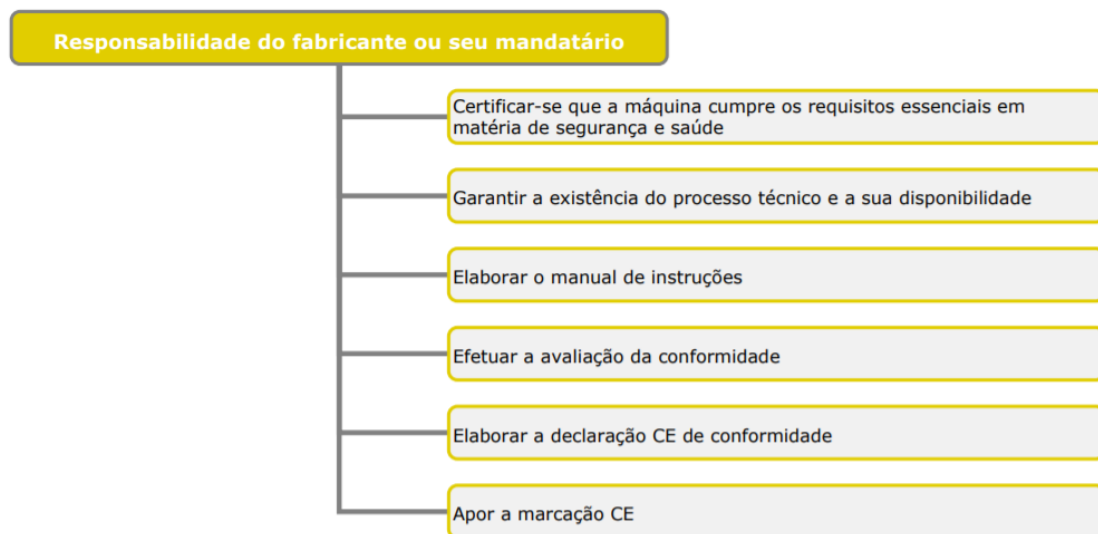 Responsabilidade do fabricante ou seu mandatário
Certificar-se que a máquina cumpre os requisitos essenciais em
matéria de segurança e saúde
Garantir a existência do processo técnico e a sua disponibilidade
Elaborar o manual de instruções
Efetuar a avaliação da conformidade
Elaborar a declaração CE de conformidade
Apor a marcação CE